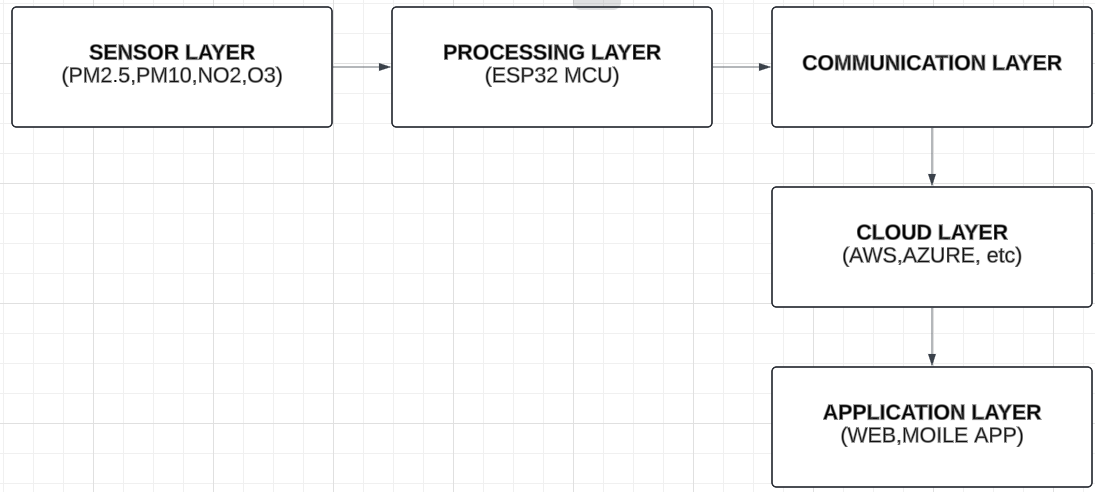 SENSOR LAYER
(PM2.5,PM10,NO2,O3)
PROCESSING LAYER
(ESP32 MCU)
COMMUNICATION LAYER
CLOUD LAYER
(AWS,AZURE, etc)
APPLICATION LAYER
(WEB,MOILE APP)